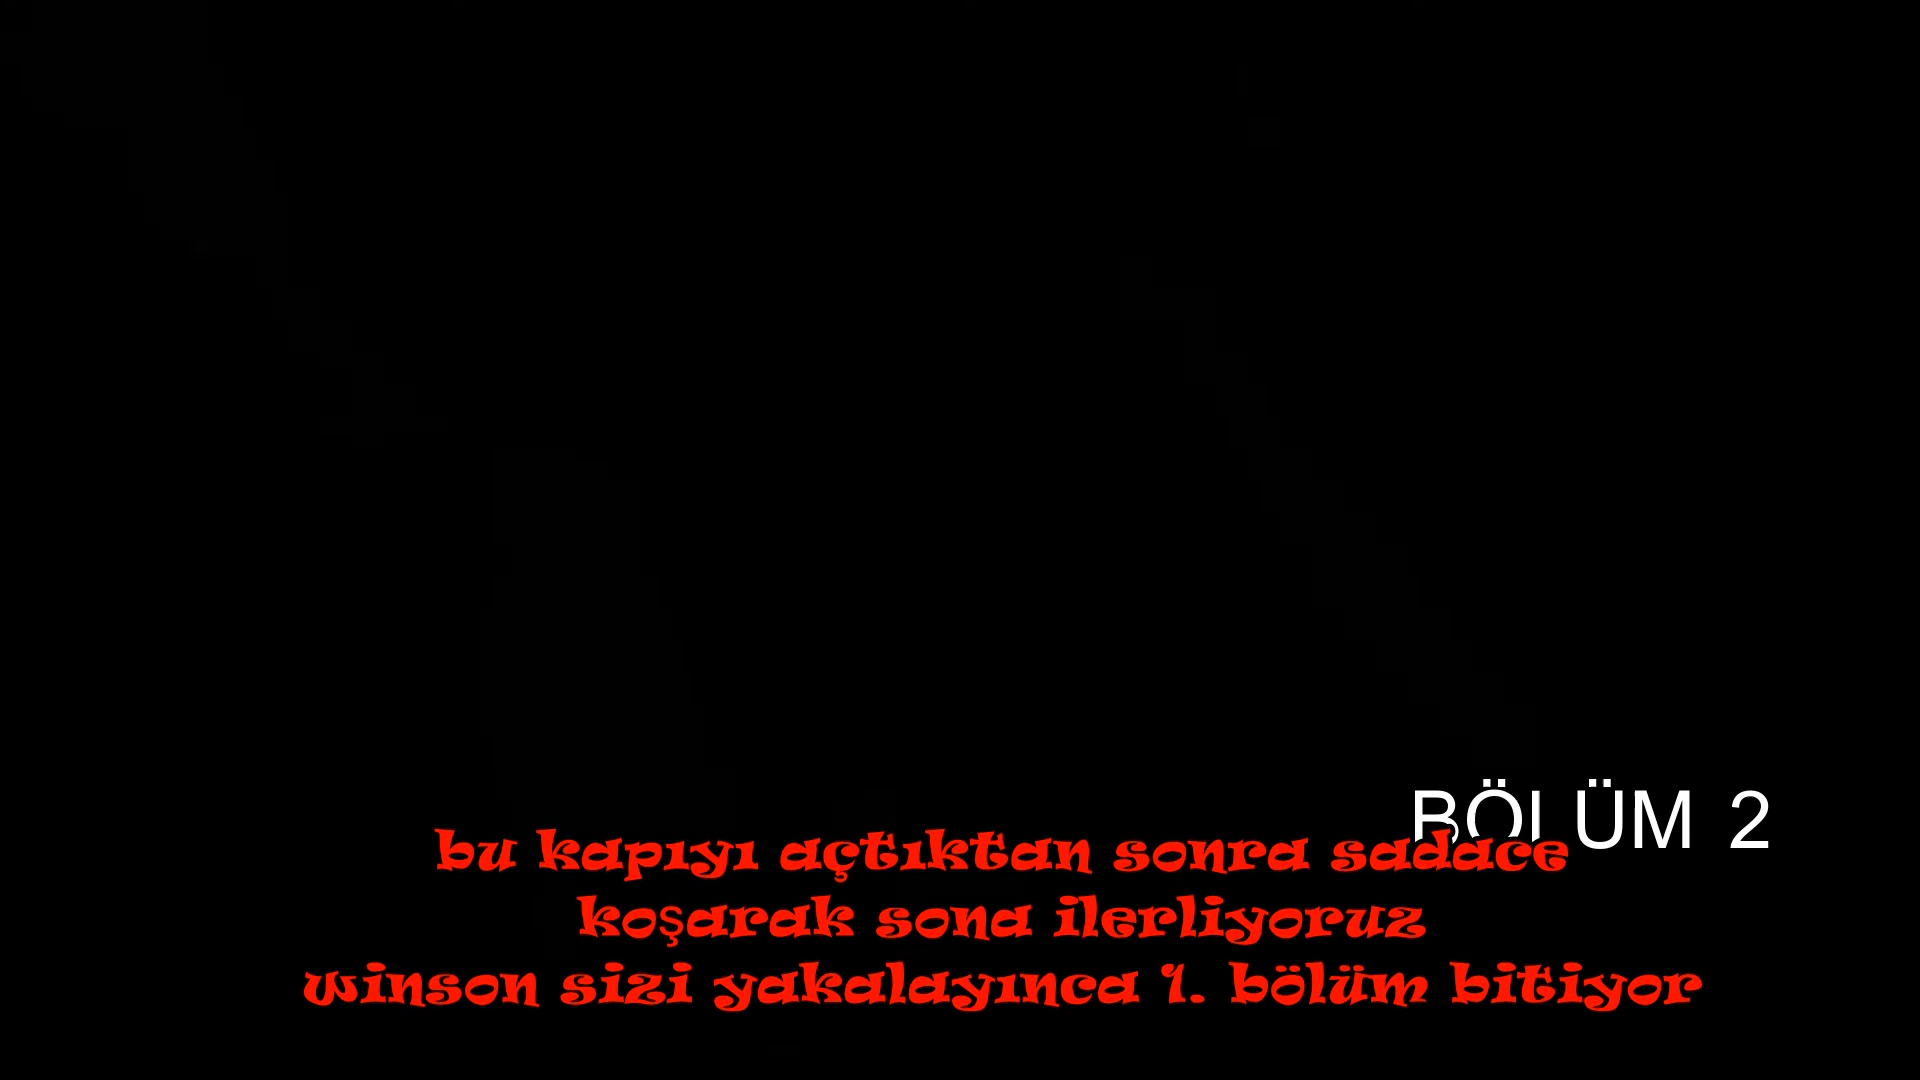 BÖLÜM 2
bu kapıyı açtıktan sonra sadace
koşarak sona ilerliyoruz
winson sizi yakalayınca 1. bölüm bitiyor